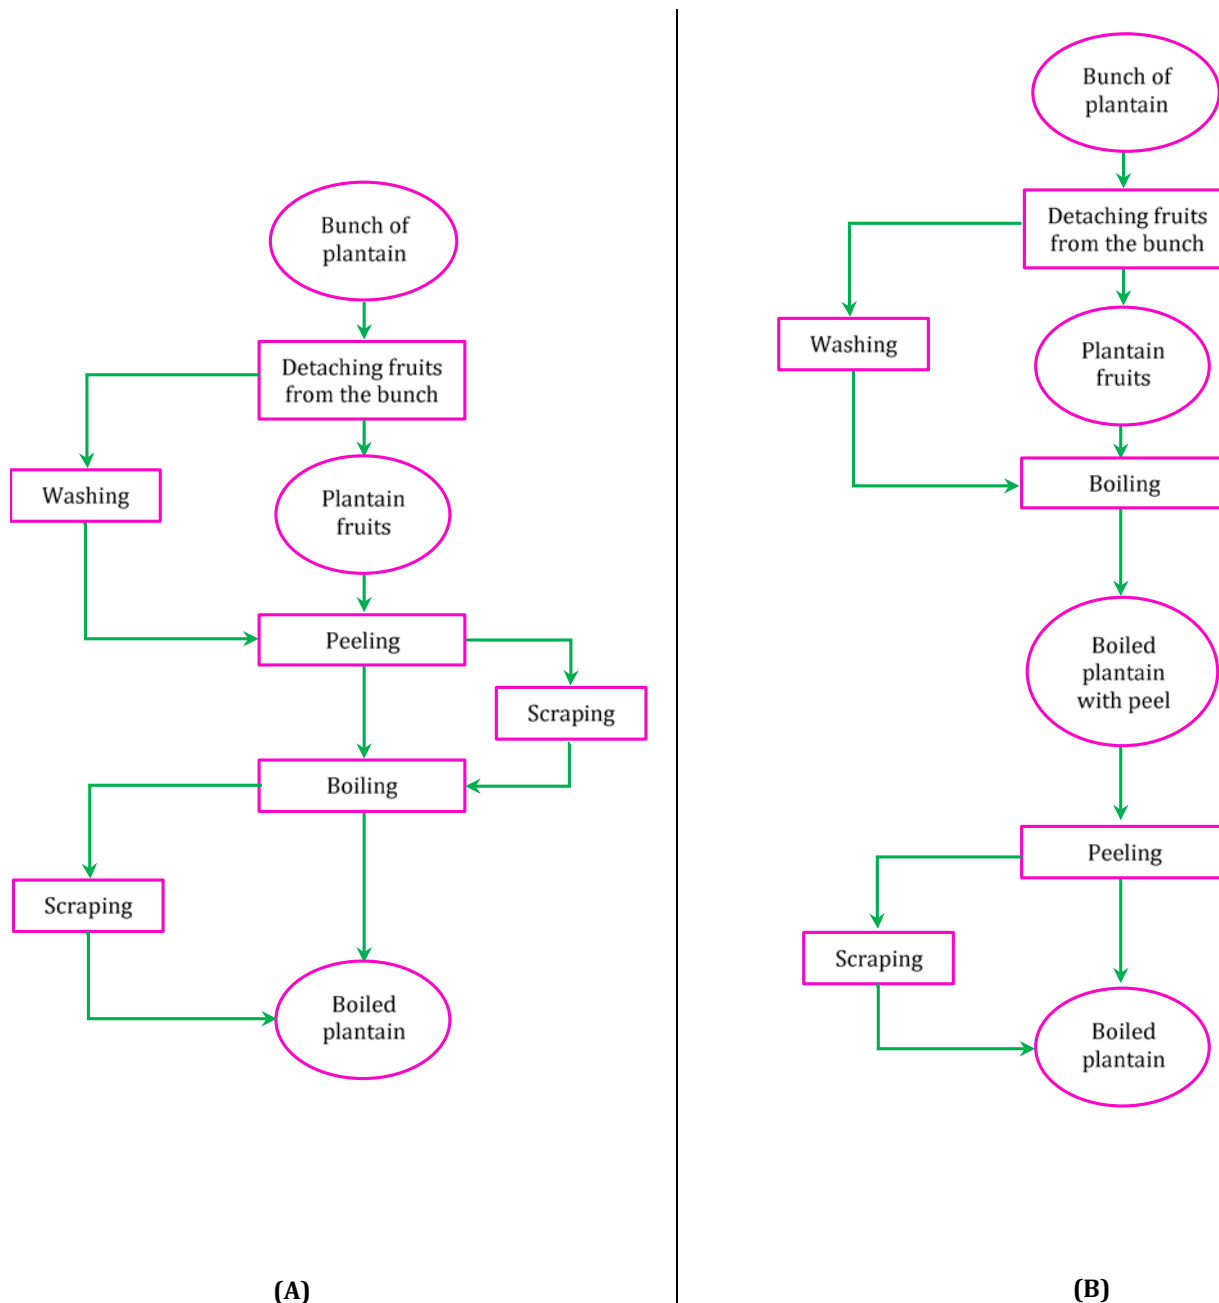 Bunch of
plantain
Detaching fruits
from the bunch
Washing
Plantain
fruits
Peeling
Scraping
Boiling
Scraping
Boiled
plantain
(A)
Bunch of
plantain
Detaching fruits
from the bunch
Washing
Plantain
fruits
Boiling
Boiled
plantain
with peel
Peeling
Scraping
Boiled
plantain
(B)